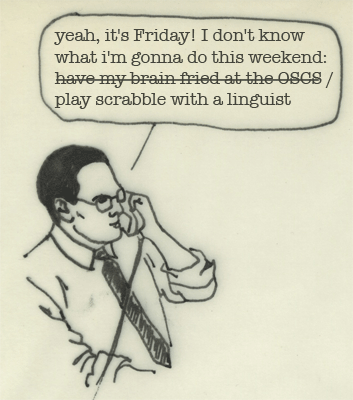 yeah, it's Friday! I don't know
what i'm gonna do this weekend:
have my brain fried at the OSCS /
play scrabble with a linguist